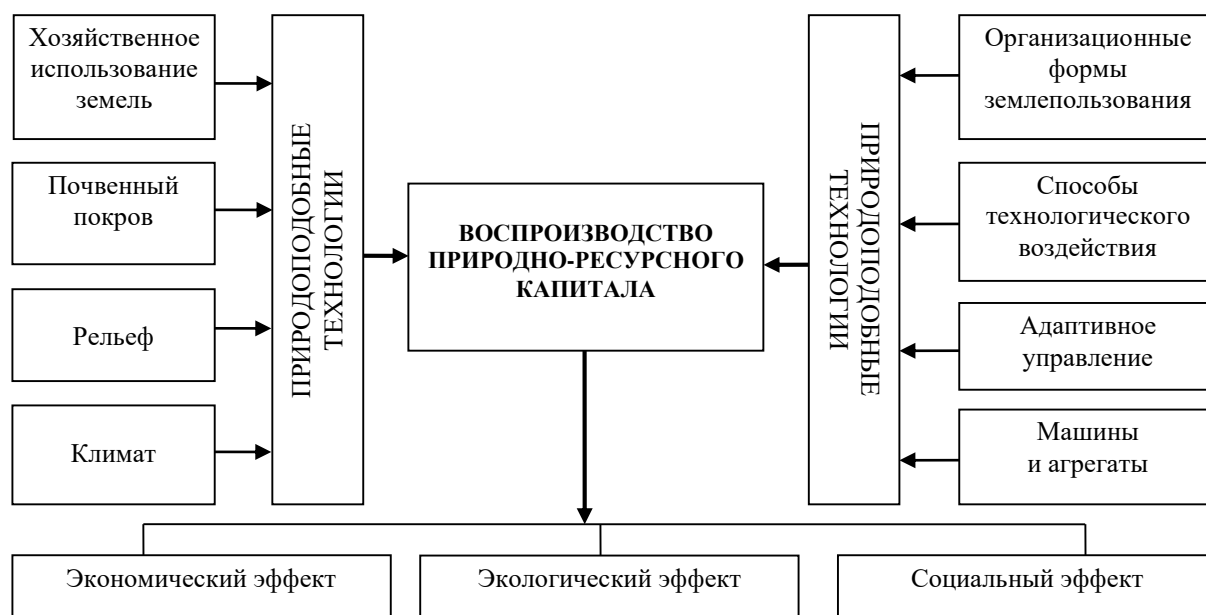 Хозяйственное
использование
земель
Почвенный
покров
Рельеф
Климат
ПРИРОДОПОДОБНЫЕ
ТЕХНОЛОГИИ
ВОСПРОИЗВОДСТВО
ПРИРОДНО-РЕСУРСНОГО
КАПИТАЛА
ПРИРОДОПОДОБНЫЕ
ТЕХНОЛОГИИ
Организационные
формы
землепользования
Способы
технологического
воздействия
Адаптивное
управление
Машины
и агрегаты
Экономический эффект
Экологический эффект
Социальный эффект